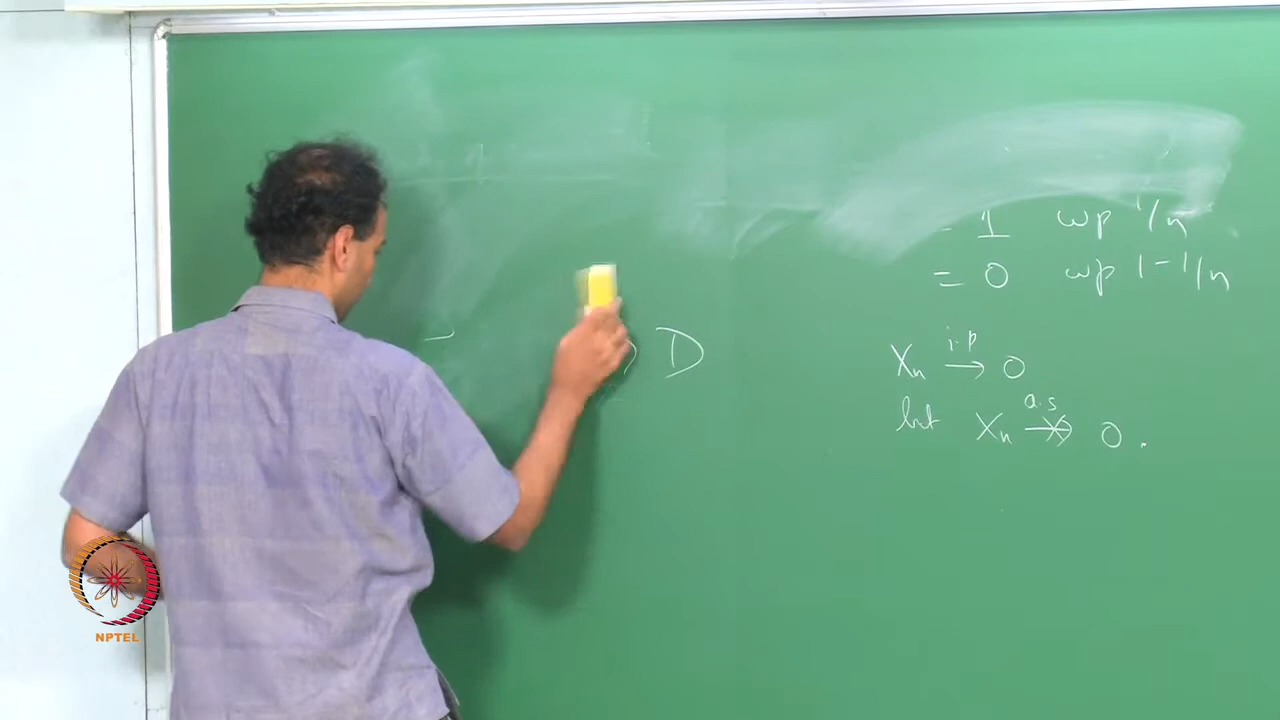 D
= 1 wp 1/n
= 0 wp 1-1/n
Xn i.p → 0
but Xn a.s ↛ 0.
NPTEL